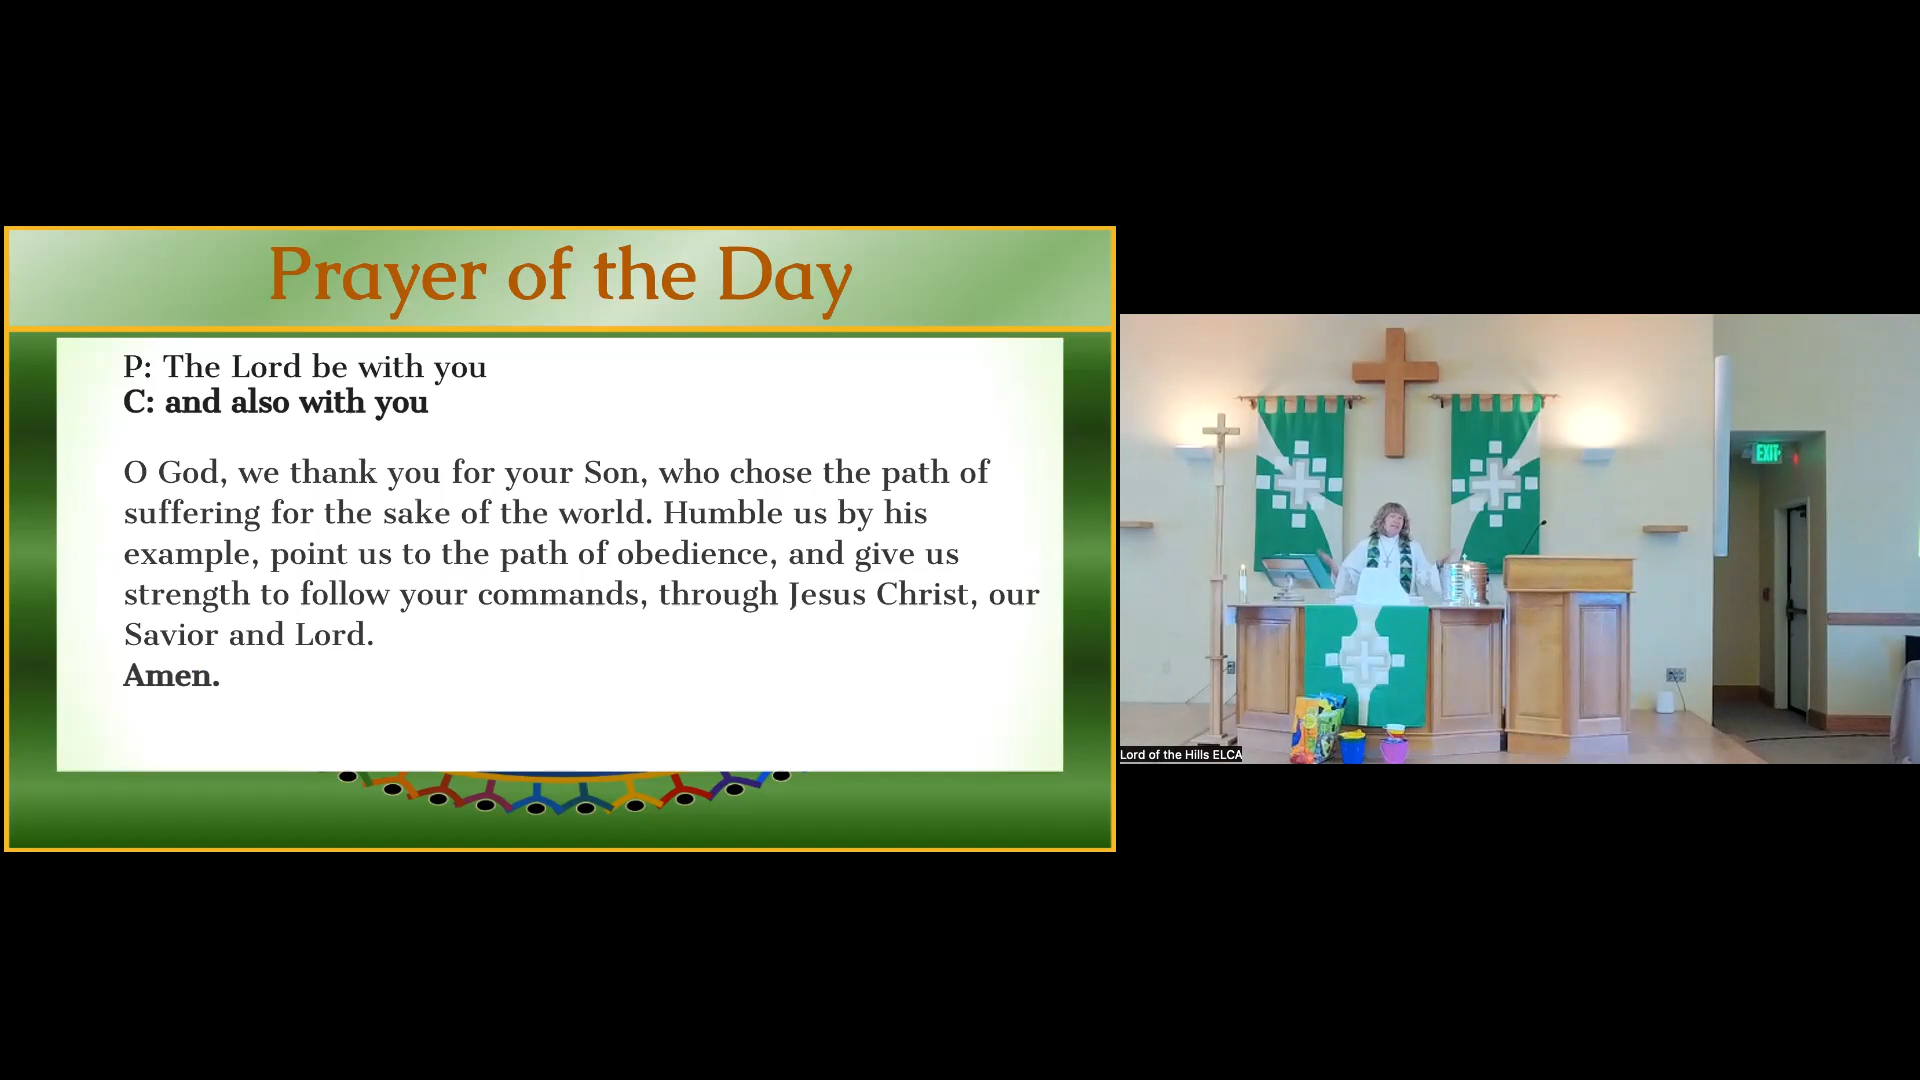 Prayer of the Day
P: The Lord be with you
C: and also with you
O God, we thank you for your Son, who chose the path of
suffering for the sake of the world. Humble us by his
example, point us to the path of obedience, and give us
strength to follow your commands, through Jesus Christ, our
Savior and Lord.
Amen.
EXIT
Lord of the Hills ELCA